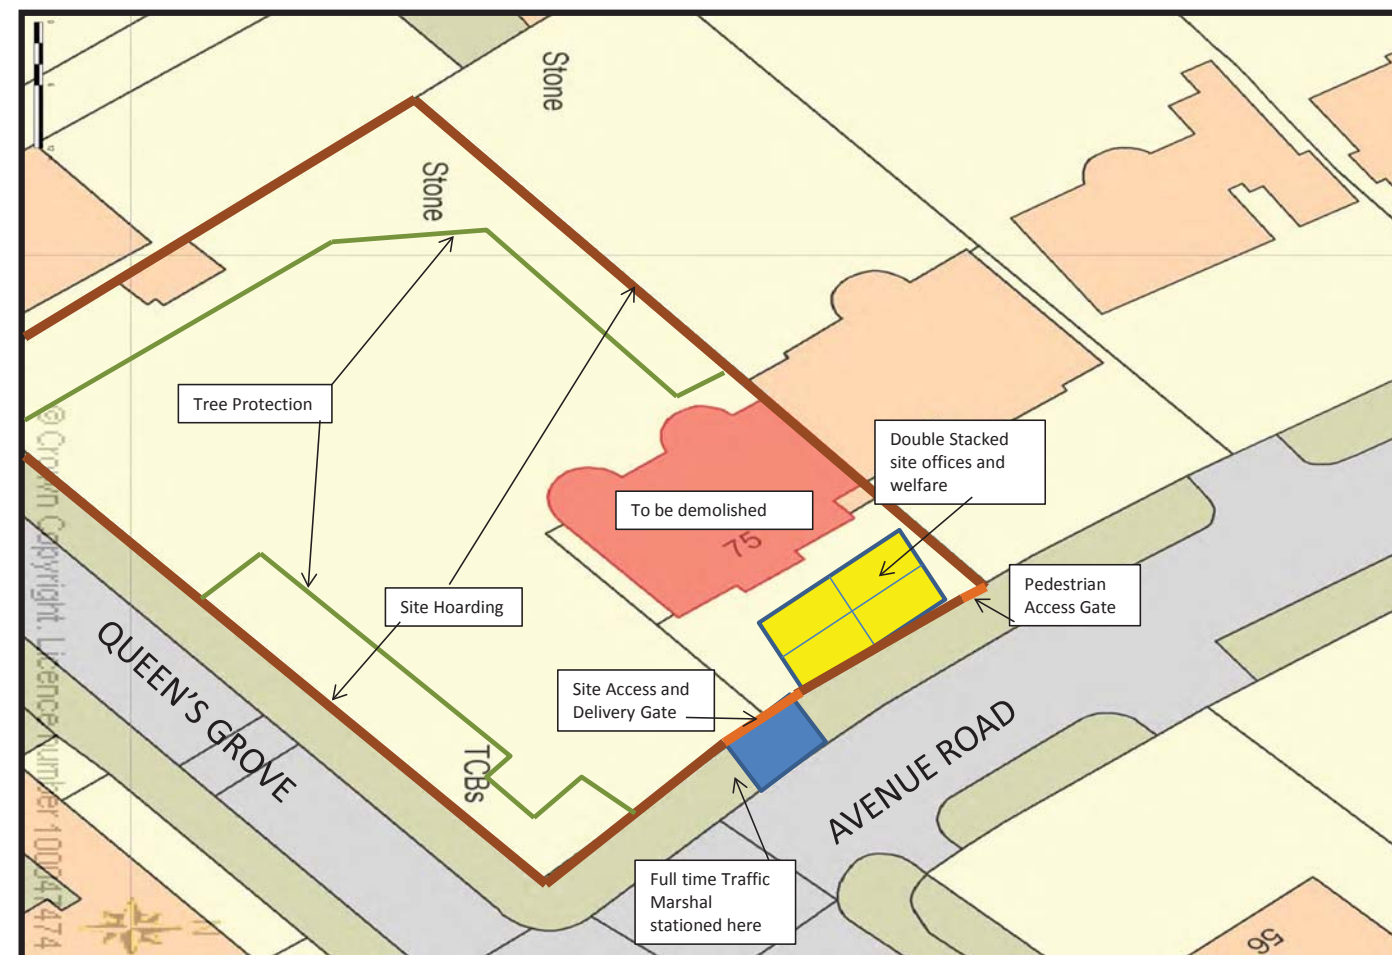 Stone
Stone
Tree Protection
Double Stacked
site offices and
welfare
To be demolished
75
Site Hoarding
Pedestrian
Access Gate
Site Access and
Delivery Gate
QUEEN'S GROVE
TCBs
AVENUE ROAD
Full time Traffic
Marshal
stationed here
56
© Crown Copyright. Licence number 100047474
N